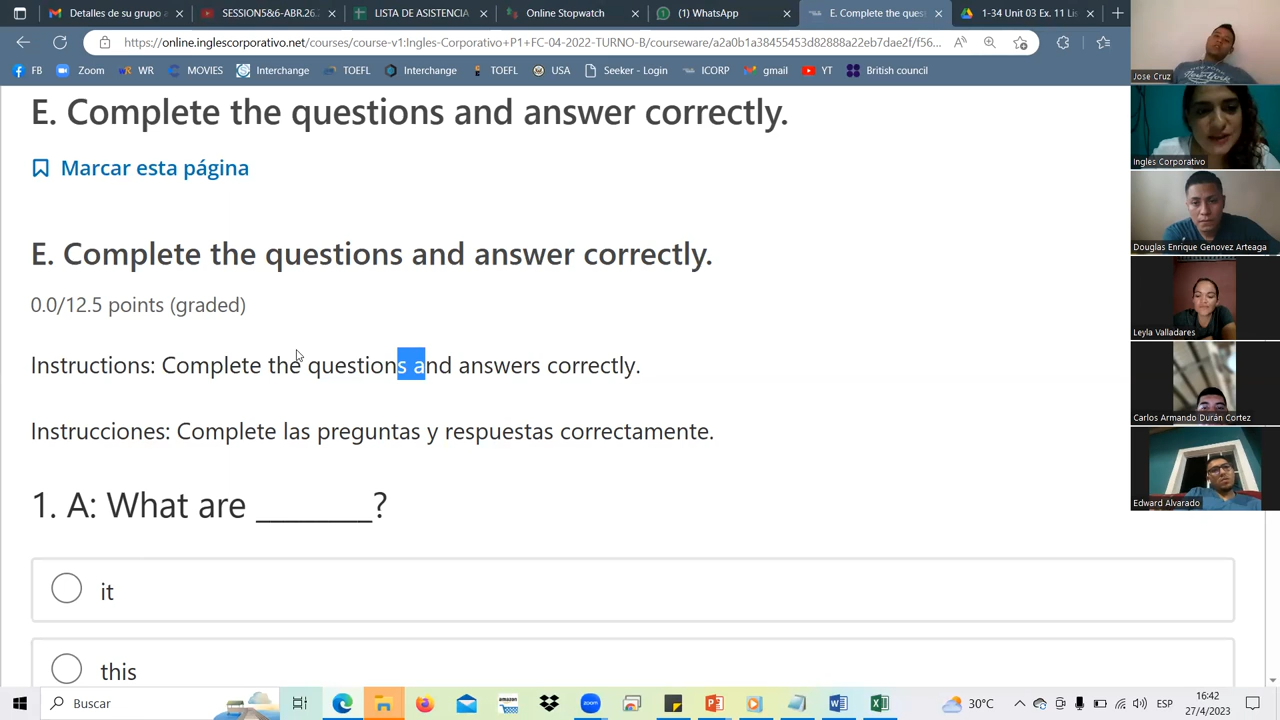 Detalles de su grupo a
SESSION5&6-ABR.26.
LISTA DE ASISTENCIA
Online Stopwatch
(1) WhatsApp
E. Complete the ques
1-34 Unit 03 Ex. 11 Lis
https://online.inglescorporativo.net/courses/course-v1:Ingles-Corporativo+P1+FC-04-2022-TURNO-B/courseware/a2a0b1a38455453d82888a22eb7dae2f/f56...
FB
Zoom
WR
MOVIES
Interchange
TOEFL
Interchange
TOEFL
USA
Seeker - Login
ICORP
gmail
YT
British council
E. Complete the questions and answer correctly.
Marcar esta página
E. Complete the questions and answer correctly.
0.0/12.5 points (graded)
Instructions: Complete the questions and answers correctly.
Instrucciones: Complete las preguntas y respuestas correctamente.
1. A: What are ________?
it
this
Jose Cruz
NEW YORK
Ingles Corporativo
Douglas Enrique Genovez Arteaga
Leyla Valladares
Carlos Armando Durán Cortez
Edward Alvarado
Buscar
amazon
zoom
30°C
ESP
16:42
27/4/2023